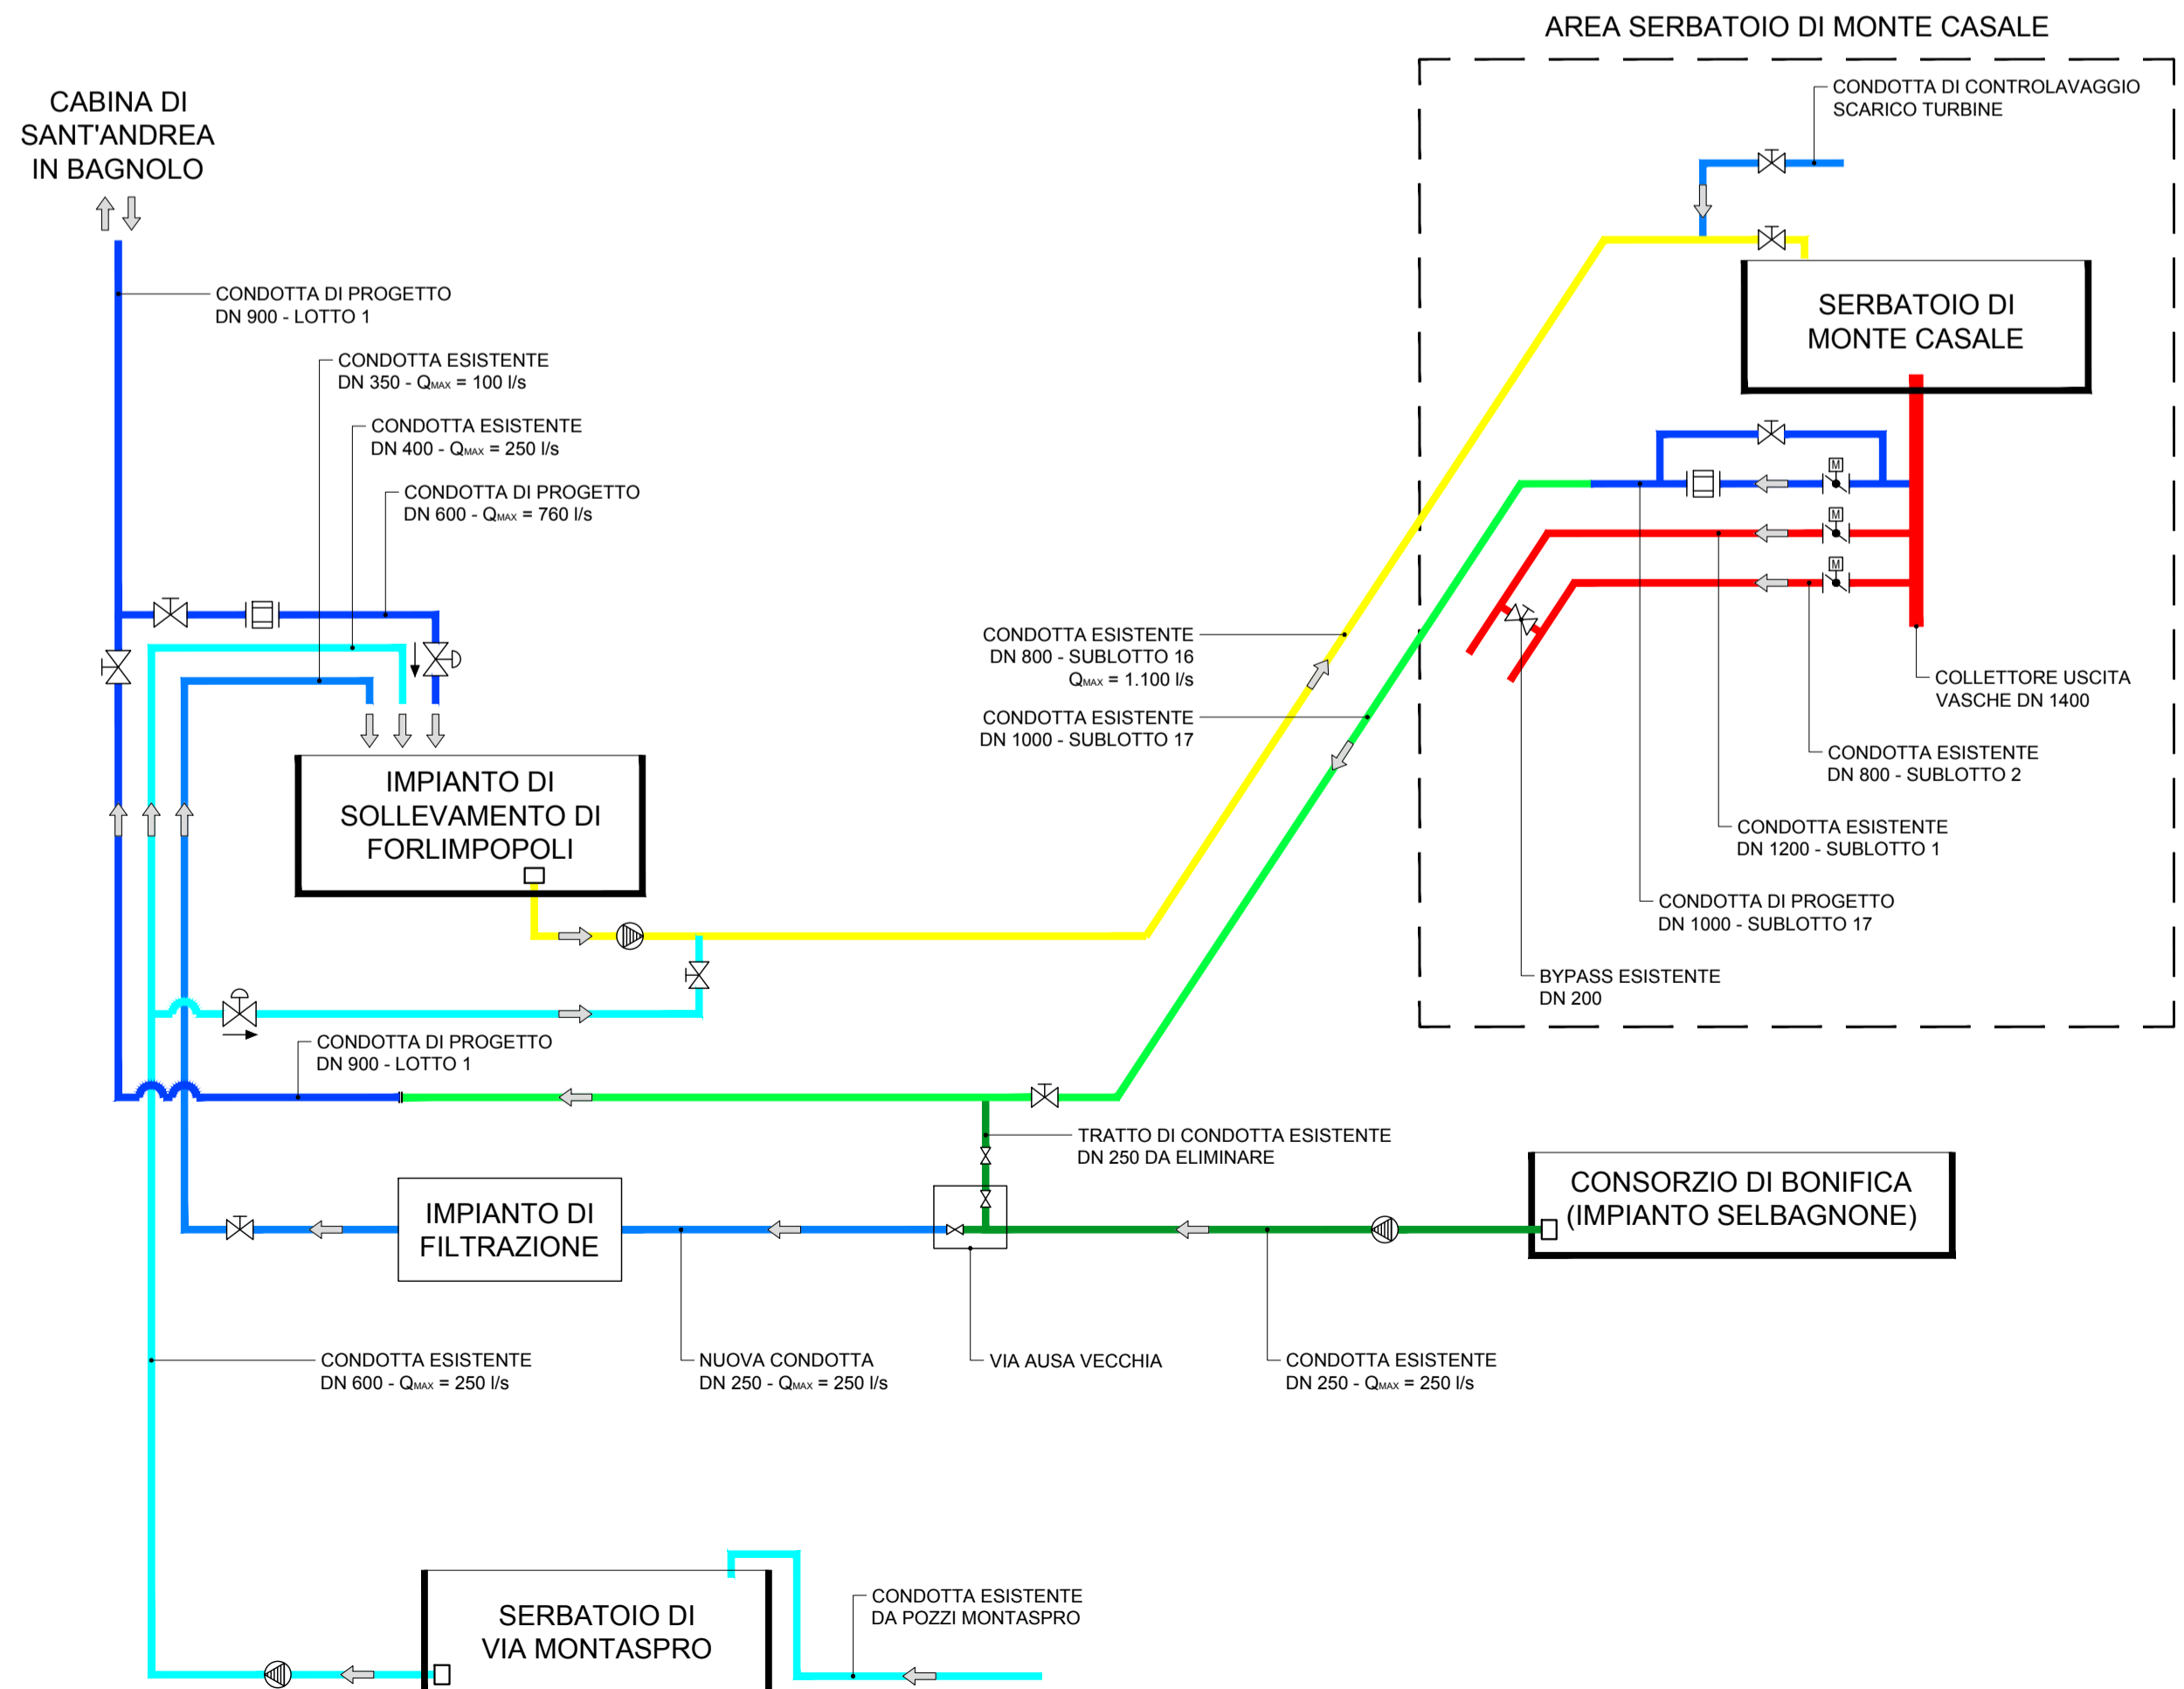 AREA SERBATOIO DI MONTE CASALE
CABINA DI
SANT'ANDREA
IN BAGNOLO
CONDOTTA DI CONTROLAVAGGIO
SCARICO TURBINE
CONDOTTA DI PROGETTO
DN 900 - LOTTO 1
CONDOTTA ESISTENTE
DN 350 - QMAX = 100 l/s
CONDOTTA ESISTENTE
DN 400 - QMAX = 250 l/s
CONDOTTA DI PROGETTO
DN 600 - QMAX = 760 l/s
SERBATOIO DI
MONTE CASALE
M
M
M
CONDOTTA ESISTENTE
DN 800 - SUBLOTTO 16
QMAX = 1.100 l/s
CONDOTTA ESISTENTE
DN 1000 - SUBLOTTO 17
COLLETTORE USCITA
VASCHE DN 1400
CONDOTTA ESISTENTE
DN 800 - SUBLOTTO 2
CONDOTTA ESISTENTE
DN 1200 - SUBLOTTO 1
CONDOTTA DI PROGETTO
DN 1000 - SUBLOTTO 17
BYPASS ESISTENTE
DN 200
IMPIANTO DI
SOLLEVAMENTO DI
FORLIMPOPOLI
CONDOTTA DI PROGETTO
DN 900 - LOTTO 1
TRATTO DI CONDOTTA ESISTENTE
DN 250 DA ELIMINARE
IMPIANTO DI
FILTRAZIONE
CONSORZIO DI BONIFICA
(IMPIANTO SELBAGNONE)
CONDOTTA ESISTENTE
DN 600 - QMAX = 250 l/s
NUOVA CONDOTTA
DN 250 - QMAX = 250 l/s
VIA AUSA VECCHIA
CONDOTTA ESISTENTE
DN 250 - QMAX = 250 l/s
SERBATOIO DI
VIA MONTASPRO
CONDOTTA ESISTENTE
DA POZZI MONTASPRO